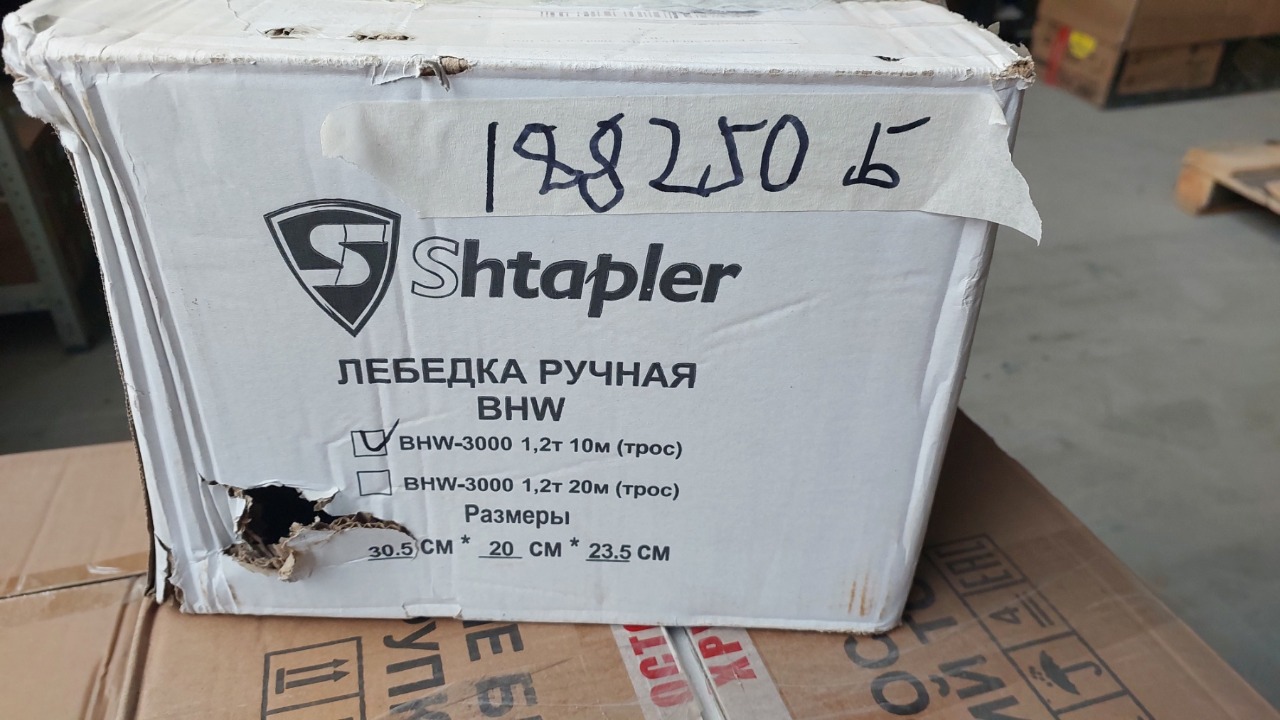 188250 Б
Shtapler
ЛЕБЕДКА РУЧНАЯ
BHW
BHW-3000 1,2т 10м (трос)
BHW-3000 1,2т 20м (трос)
Размеры
30.5 СМ * 20 СМ * 23.5 СМ